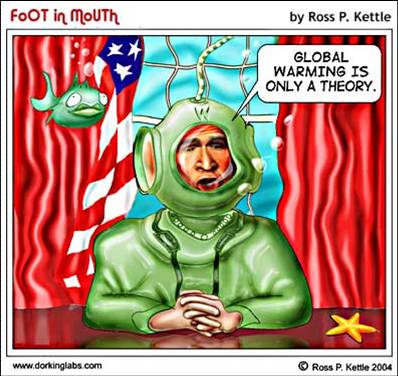 FOOT in MOUTH
by Ross P. Kettle
GLOBAL
WARMING IS
ONLY A THEORY.
www.dorkinglabs.com
© Ross P. Kettle 2004